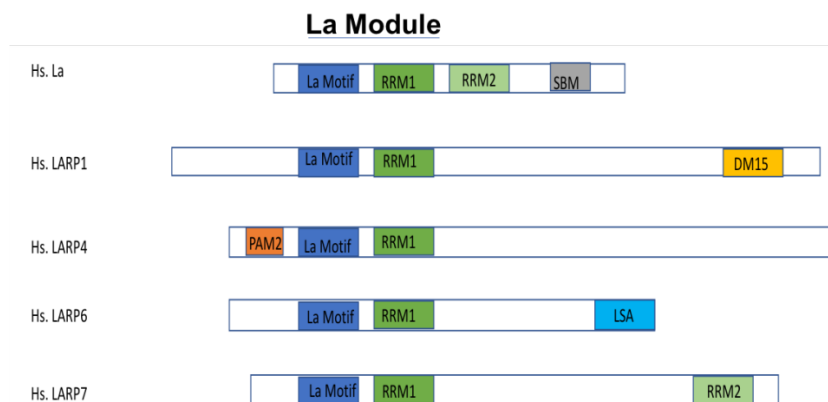 La Module
Hs. La La Motif RRM1 RRM2 SBM
Hs. LARP1 La Motif RRM1 DM15
Hs. LARP4 PAM2 La Motif RRM1
Hs. LARP6 La Motif RRM1 LSA
Hs. LARP7 La Motif RRM1 RRM2